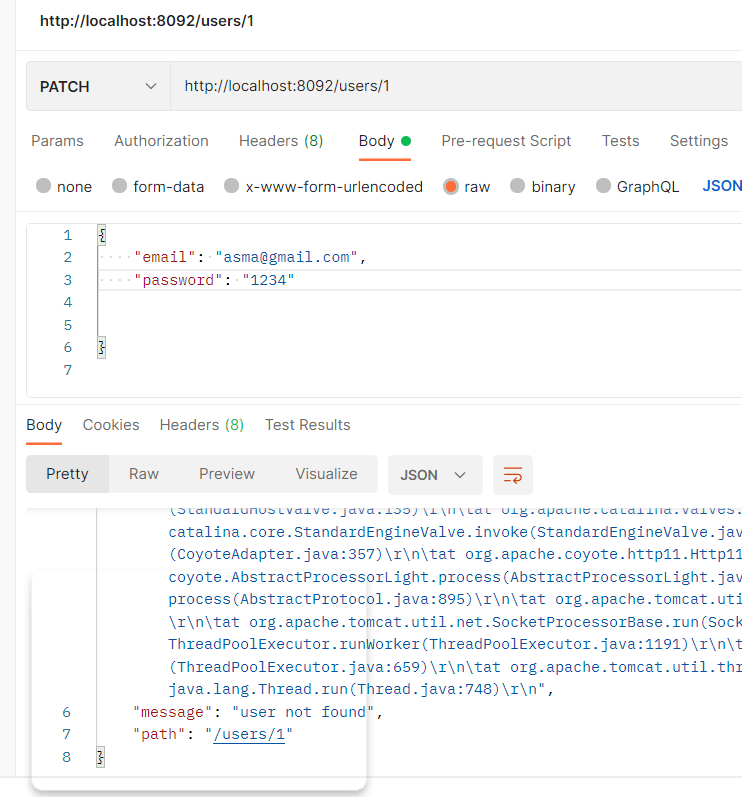 http://localhost:8092/users/1
PATCH http://localhost:8092/users/1
Params Authorization Headers (8) Body Pre-request Script Tests Settings
none form-data x-www-form-urlencoded raw binary GraphQL JSON
1 {
2 ····"email":·"asma@gmail.com",
3 ····"password":·"1234"
4
5
6 }
7
Body Cookies Headers (8) Test Results
Pretty Raw Preview Visualize JSON
(StandardHostValve.java:135)\r\n\tat org.apache.catalina.valves.
catalina.core.StandardEngineValve.invoke(StandardEngineValve.jav
(CoyoteAdapter.java:357)\r\n\tat org.apache.coyote.http11.Http11
coyote.AbstractProcessorLight.process(AbstractProcessorLight.jav
process(AbstractProtocol.java:895)\r\n\tat org.apache.tomcat.uti
\r\n\tat org.apache.tomcat.util.net.SocketProcessorBase.run(Sock
ThreadPoolExecutor.runWorker(ThreadPoolExecutor.java:1191)\r\n\t
(ThreadPoolExecutor.java:659)\r\n\tat org.apache.tomcat.util.thr
java.lang.Thread.run(Thread.java:748)\r\n",
6 "message": "user not found",
7 "path": "/users/1"
8 }